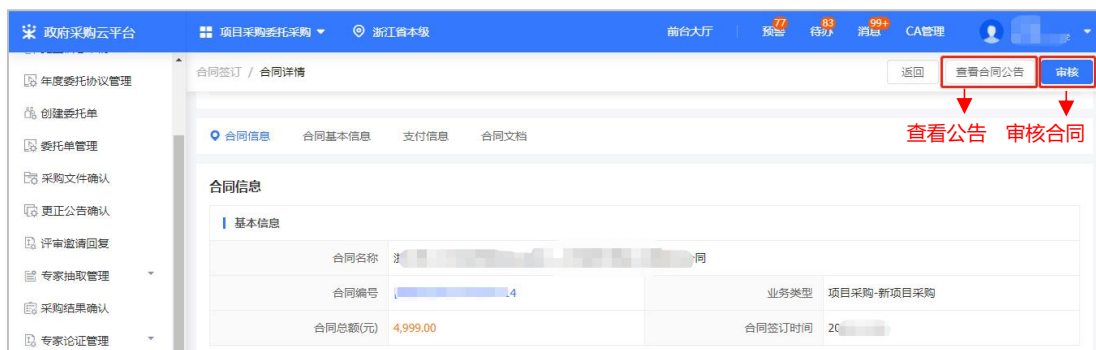 政府采购云平台 项目采购委托采购 浙江省本级 前台大厅 预警 77 待办 83 消息 99+ CA管理
年度委托协议管理
创建委托单
委托单管理
采购文件确认
更正公告确认
评审邀请回复
专家抽取管理
采购结果确认
专家论证管理
合同签订 / 合同详情 返回 查看合同公告 审核
查看公告 审核合同
合同信息 合同基本信息 支付信息 合同文档
合同信息
基本信息
合同名称 同
合同编号 4 业务类型 项目采购-新项目采购
合同总额(元) 4,999.00 合同签订时间 20